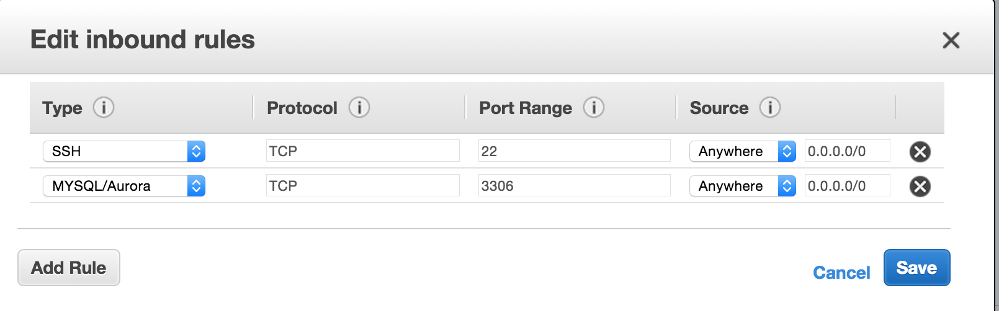 Edit inbound rules
Type Protocol Port Range Source
SSH TCP 22 Anywhere 0.0.0.0/0
MYSQL/Aurora TCP 3306 Anywhere 0.0.0.0/0
Add Rule Cancel Save